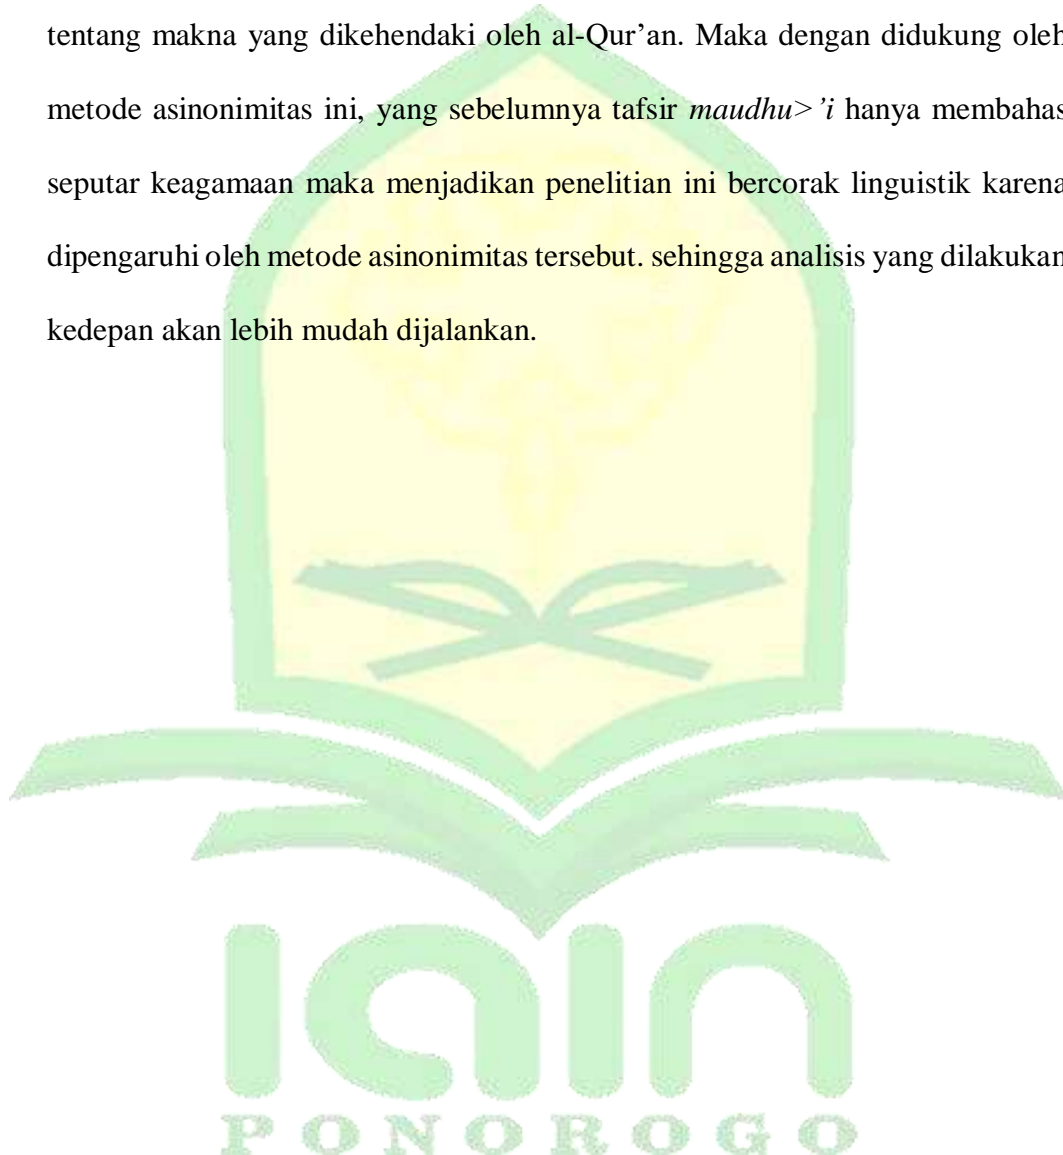 tentang makna yang dikehendaki oleh al-Qur’an. Maka dengan didukung oleh
metode asinonimitas ini, yang sebelumnya tafsir maudhu>’i hanya membahas
seputar keagamaan maka menjadikan penelitian ini bercorak linguistik karena
dipengaruhi oleh metode asinonimitas tersebut. sehingga analisis yang dilakukan
kedepan akan lebih mudah dijalankan.
iain
PONOROGO